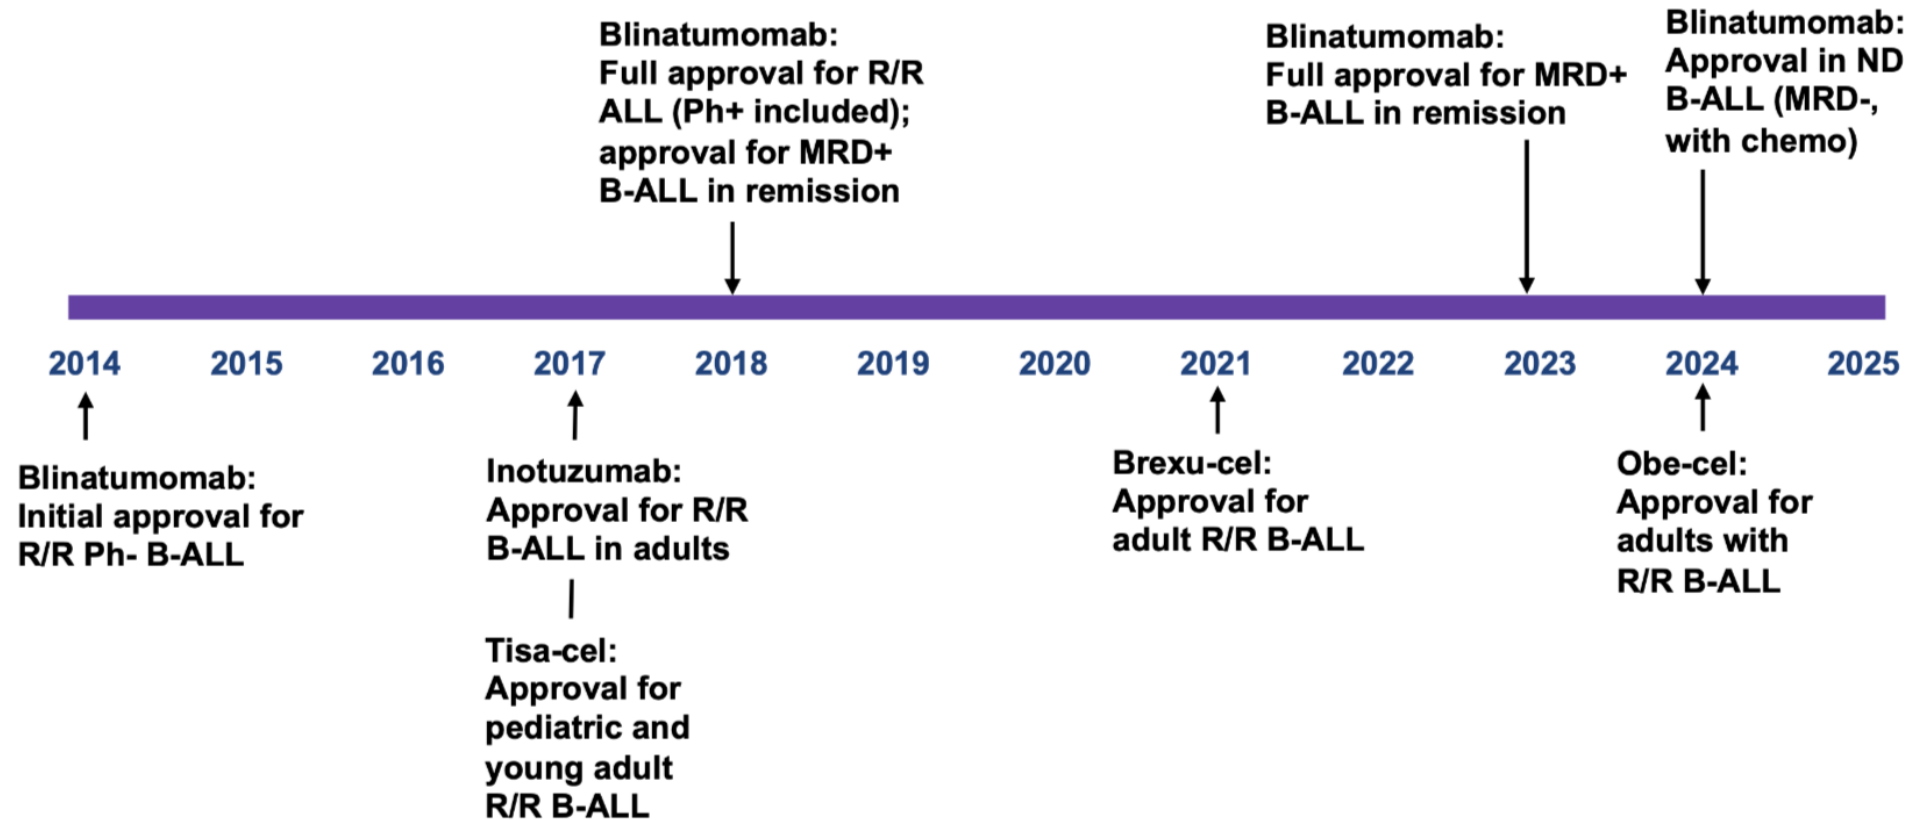 Blinatumomab:
Full approval for R/R
ALL (Ph+ included);
approval for MRD+
B-ALL in remission
Blinatumomab:
Full approval for MRD+
B-ALL in remission
Blinatumomab:
Approval in ND
B-ALL (MRD-,
with chemo)
2014 2015 2016 2017 2018 2019 2020 2021 2022 2023 2024 2025
Blinatumomab:
Initial approval for
R/R Ph- B-ALL
Inotuzumab:
Approval for R/R
B-ALL in adults
Tisa-cel:
Approval for
pediatric and
young adult
R/R B-ALL
Brexu-cel:
Approval for
adult R/R B-ALL
Obe-cel:
Approval for
adults with
R/R B-ALL